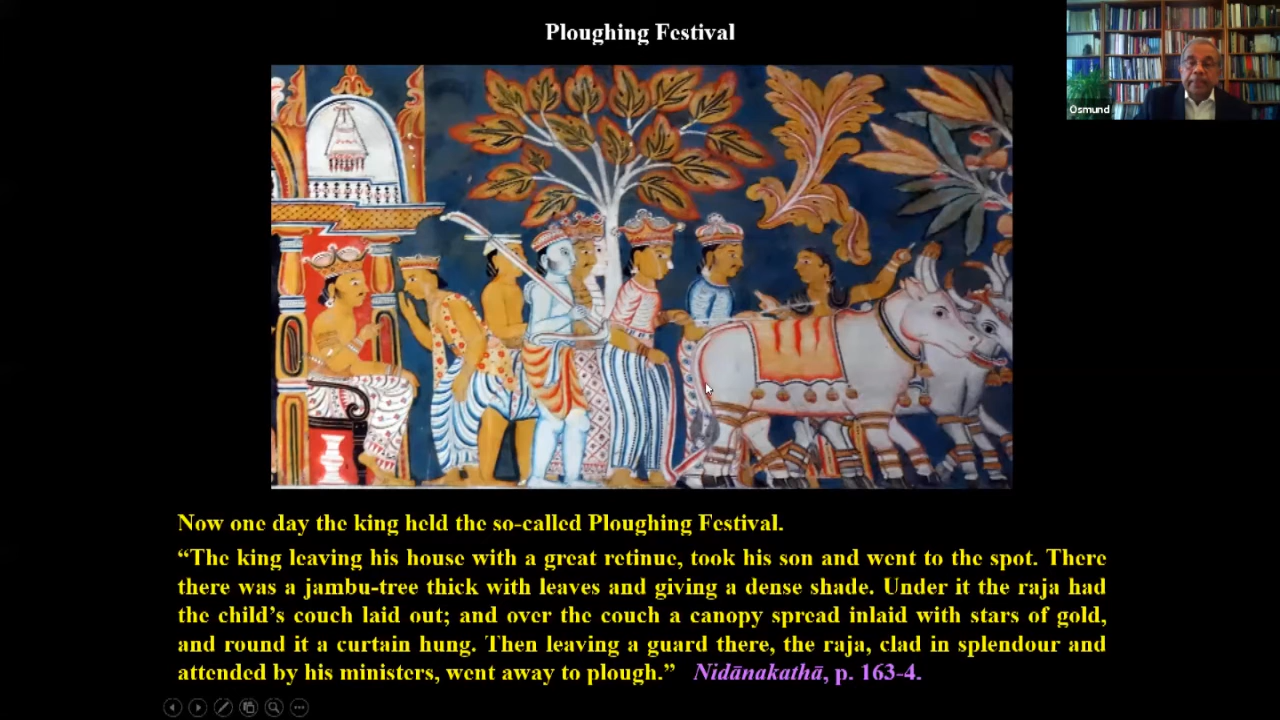 Ploughing Festival
Osmund
Now one day the king held the so-called Ploughing Festival.
“The king leaving his house with a great retinue, took his son and went to the spot. There
there was a jambu-tree thick with leaves and giving a dense shade. Under it the raja had
the child’s couch laid out; and over the couch a canopy spread inlaid with stars of gold,
and round it a curtain hung. Then leaving a guard there, the raja, clad in splendour and
attended by his ministers, went away to plough.” Nidānakathā, p. 163-4.